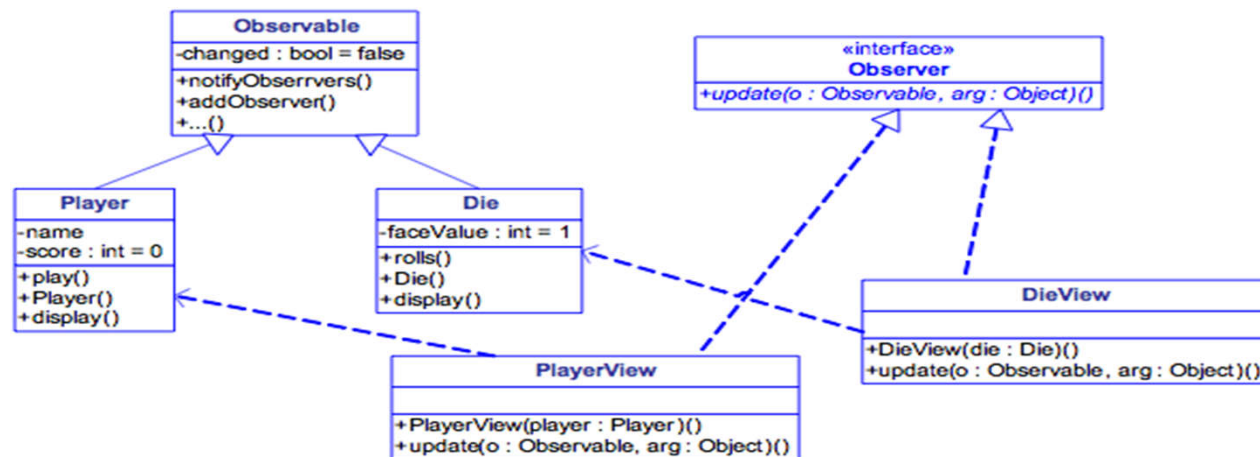 Observable
-changed : bool = false
+notifyObserrvers()
+addObserver()
+...()
«interface»
Observer
+update(o : Observable, arg : Object)()
Player
-name
-score : int = 0
+play()
+Player()
+display()
Die
-faceValue : int = 1
+rolls()
+Die()
+display()
DieView
+DieView(die : Die)()
+update(o : Observable, arg : Object)()
PlayerView
+PlayerView(player : Player)()
+update(o : Observable, arg : Object)()